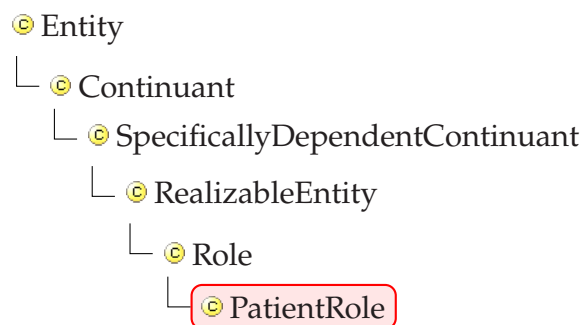 C Entity
C Continuant
C SpecificallyDependentContinuant
C RealizableEntity
C Role
C PatientRole